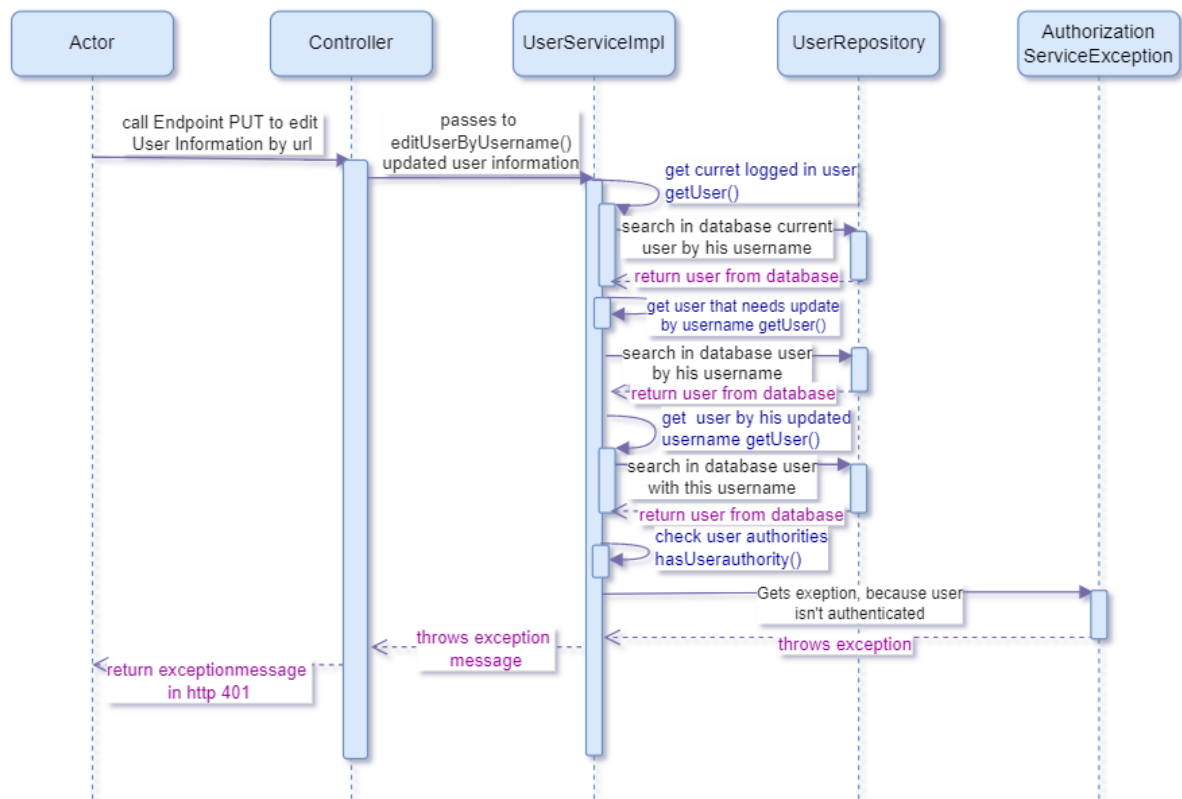 Actor
Controller
UserServiceImpl
UserRepository
Authorization
ServiceException
call Endpoint PUT to edit
User Information by url
passes to
editUserByUsername()
updated user information
get curret logged in user
getUser()
search in database current
user by his username
return user from database
get user that needs update
by username getUser()
search in database user
by his username
return user from database
get user by his updated
username getUser()
search in database user
with this username
return user from database
check user authorities
hasUserauthority()
Gets exeption, because user
isn't authenticated
throws exception
throws exception
message
return exceptionmessage
in http 401